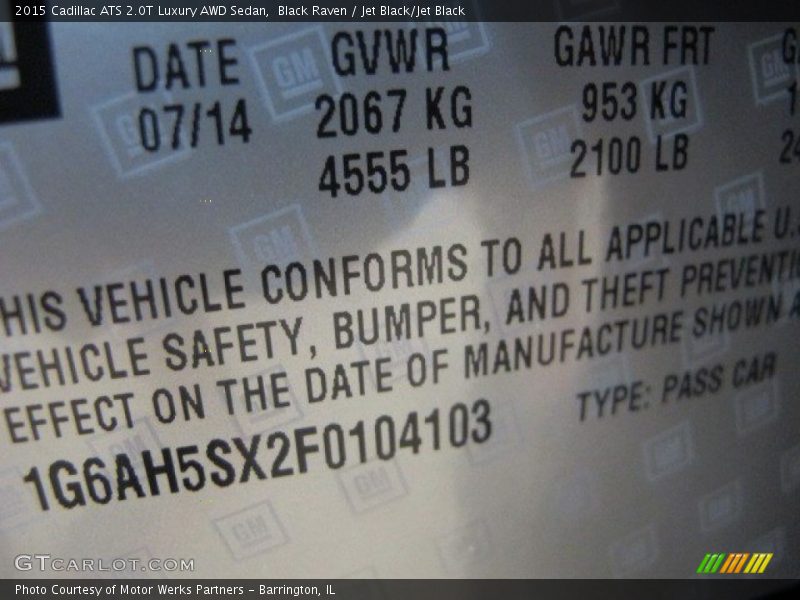 2015 Cadillac ATS 2.0T Luxury AWD Sedan, Black Raven / Jet Black/Jet Black
DATE GVWR GAWR FRT
07/14 2067 KG 953 KG
4555 LB 2100 LB
HIS VEHICLE CONFORMS TO ALL APPLICABLE U.
VEHICLE SAFETY, BUMPER, AND THEFT PREVENTI
EFFECT ON THE DATE OF MANUFACTURE SHOWN A
1G6AH5SX2F0104103 TYPE: PASS CAR
GTCARLOT.COM
Photo Courtesy of Motor Werks Partners – Barrington, IL